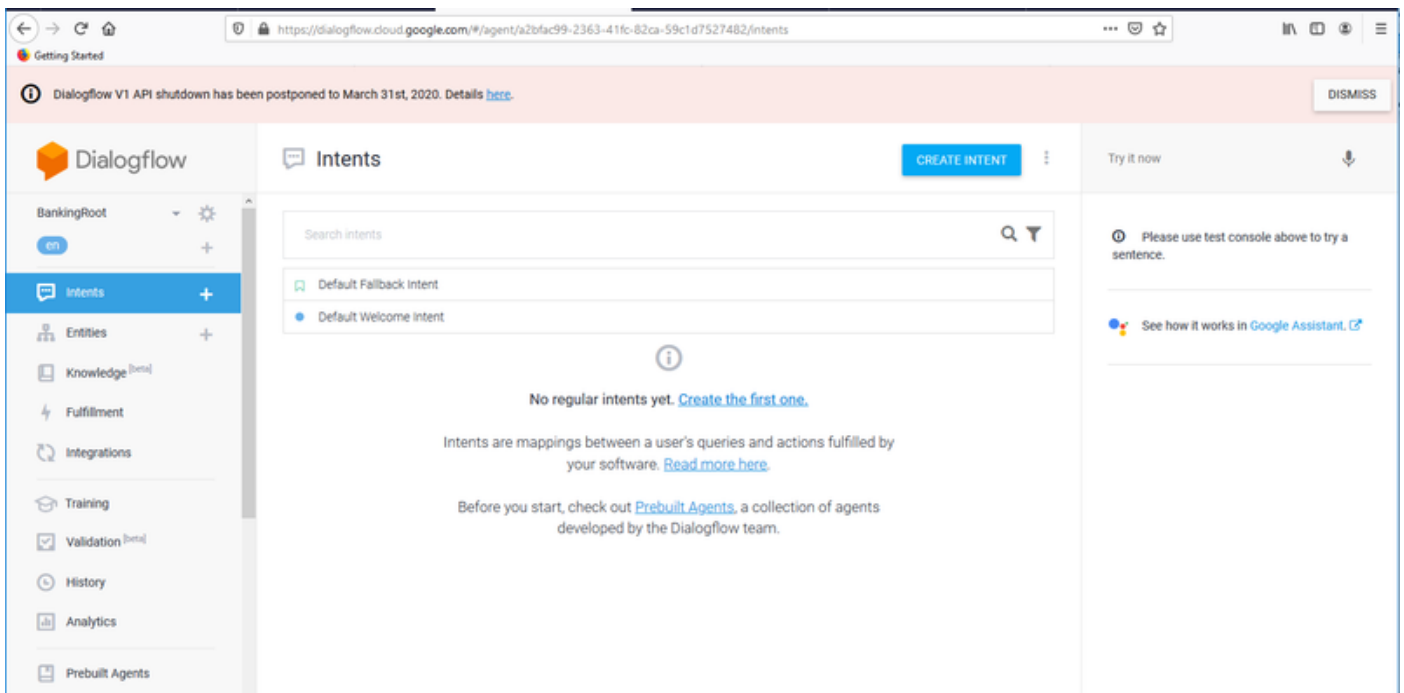 https://dialogflow.cloud.google.com/#/agent/a2bfac99-2363-41fc-82ca-59c1d7527482/intents
Getting Started
Dialogflow V1 API shutdown has been postponed to March 31st, 2020. Details here.
DISMISS
Dialogflow
Intents
CREATE INTENT
Try it now
BankingRoot
en
Intents
Entities
Knowledge [beta]
Fulfillment
Integrations
Training
Validation [beta]
History
Analytics
Prebuilt Agents
Search intents
Default Fallback Intent
Default Welcome Intent
No regular intents yet. Create the first one.
Intents are mappings between a user's queries and actions fulfilled by
your software. Read more here.
Before you start, check out Prebuilt Agents, a collection of agents
developed by the Dialogflow team.
Please use test console above to try a
sentence.
See how it works in Google Assistant.